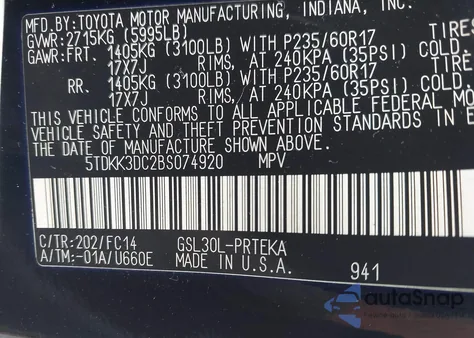 MFD.BY:TOYOTA MOTOR MANUFACTURING, INDIANA, INC.
GVWR:2715KG (5995LB)
GAWR:FRT. 1405KG (3100LB) WITH P235/60R17 TIRES
17X7J RIMS, AT 240KPA (35PSI) COLD.
RR. 1405KG (3100LB) WITH P235/60R17 TIRES
17X7J RIMS, AT 240KPA (35PSI) COLD.
THIS VEHICLE CONFORMS TO ALL APPLICABLE FEDERAL
VEHICLE SAFETY AND THEFT PREVENTION STANDARDS IN
THE DATE OF MANUFACTURE SHOWN ABOVE.
5TDKK3DC2BS074920 MPV
C/TR:202/FC14 GSL30L-PRTEKA
A/TM:-01A/U660E MADE IN U.S.A.
941
autoSnap